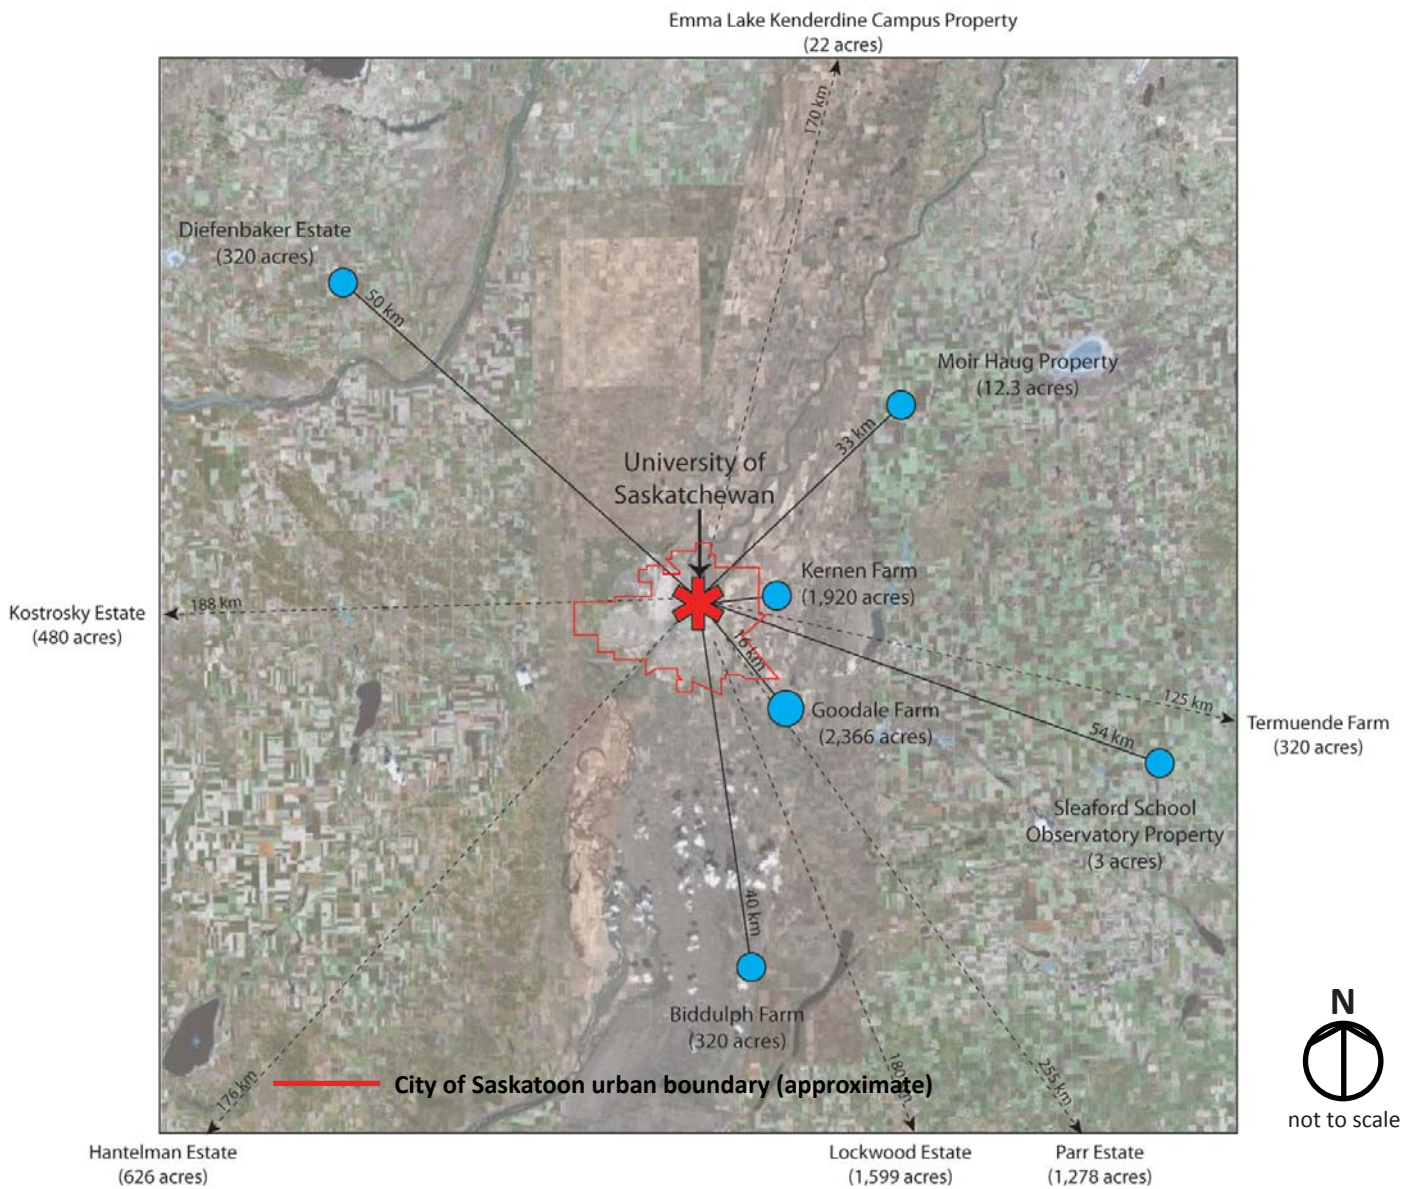 Emma Lake Kenderdine Campus Property
(22 acres)
170 km
Diefenbaker Estate
(320 acres)
50 km
Moir Haug Property
(12.3 acres)
33 km
University of
Saskatchewan
Kernen Farm
(1,920 acres)
Kostrosky Estate
(480 acres)
188 km
16 km
Goodale Farm
(2,366 acres)
125 km
Termuende Farm
(320 acres)
54 km
Sleaford School
Observatory Property
(3 acres)
40 km
Biddulph Farm
(320 acres)
N
not to scale
176 km
City of Saskatoon urban boundary (approximate)
180 km
255 km
Hantelman Estate
(626 acres)
Lockwood Estate
(1,599 acres)
Parr Estate
(1,278 acres)